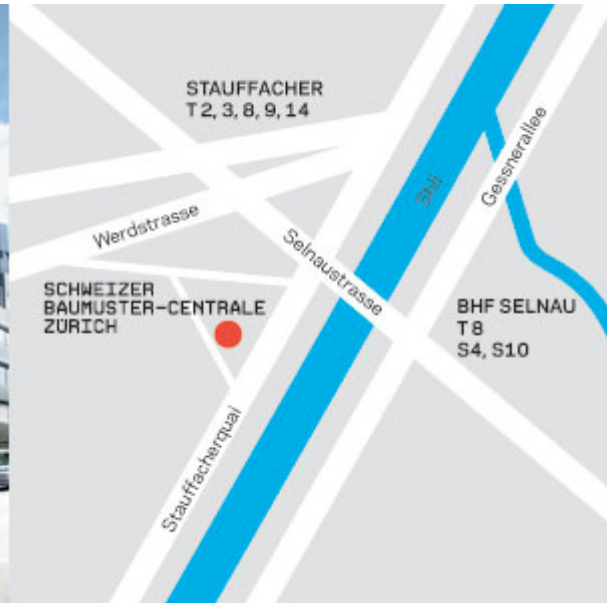 STAUFFACHER
T 2, 3, 8, 9, 14
Gessnerallee
Sihl
Werdstrasse
Selnaustrasse
SCHWEIZER
BAUMUSTER-CENTRALE
ZÜRICH
BHF SELNAU
T 8
S4, S10
Stauffacherquai